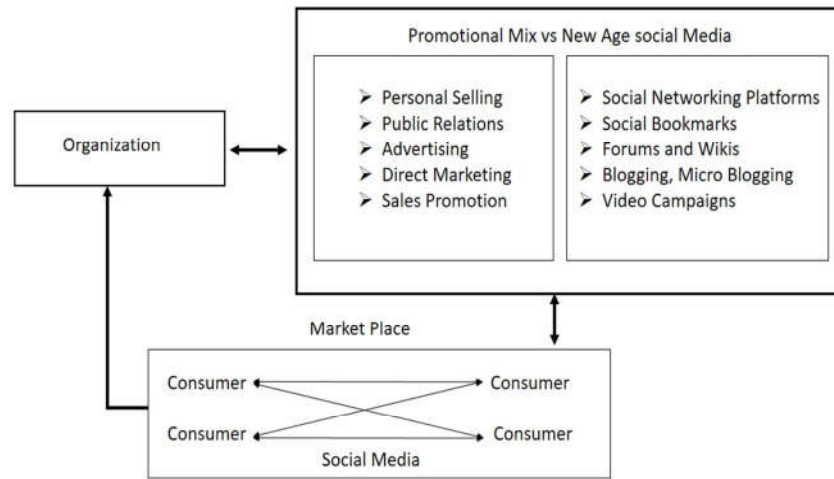 Promotional Mix vs New Age social Media
Organization
➢ Personal Selling
➢ Public Relations
➢ Advertising
➢ Direct Marketing
➢ Sales Promotion
➢ Social Networking Platforms
➢ Social Bookmarks
➢ Forums and Wikis
➢ Blogging, Micro Blogging
➢ Video Campaigns
Market Place
Consumer Consumer
Consumer Consumer
Social Media